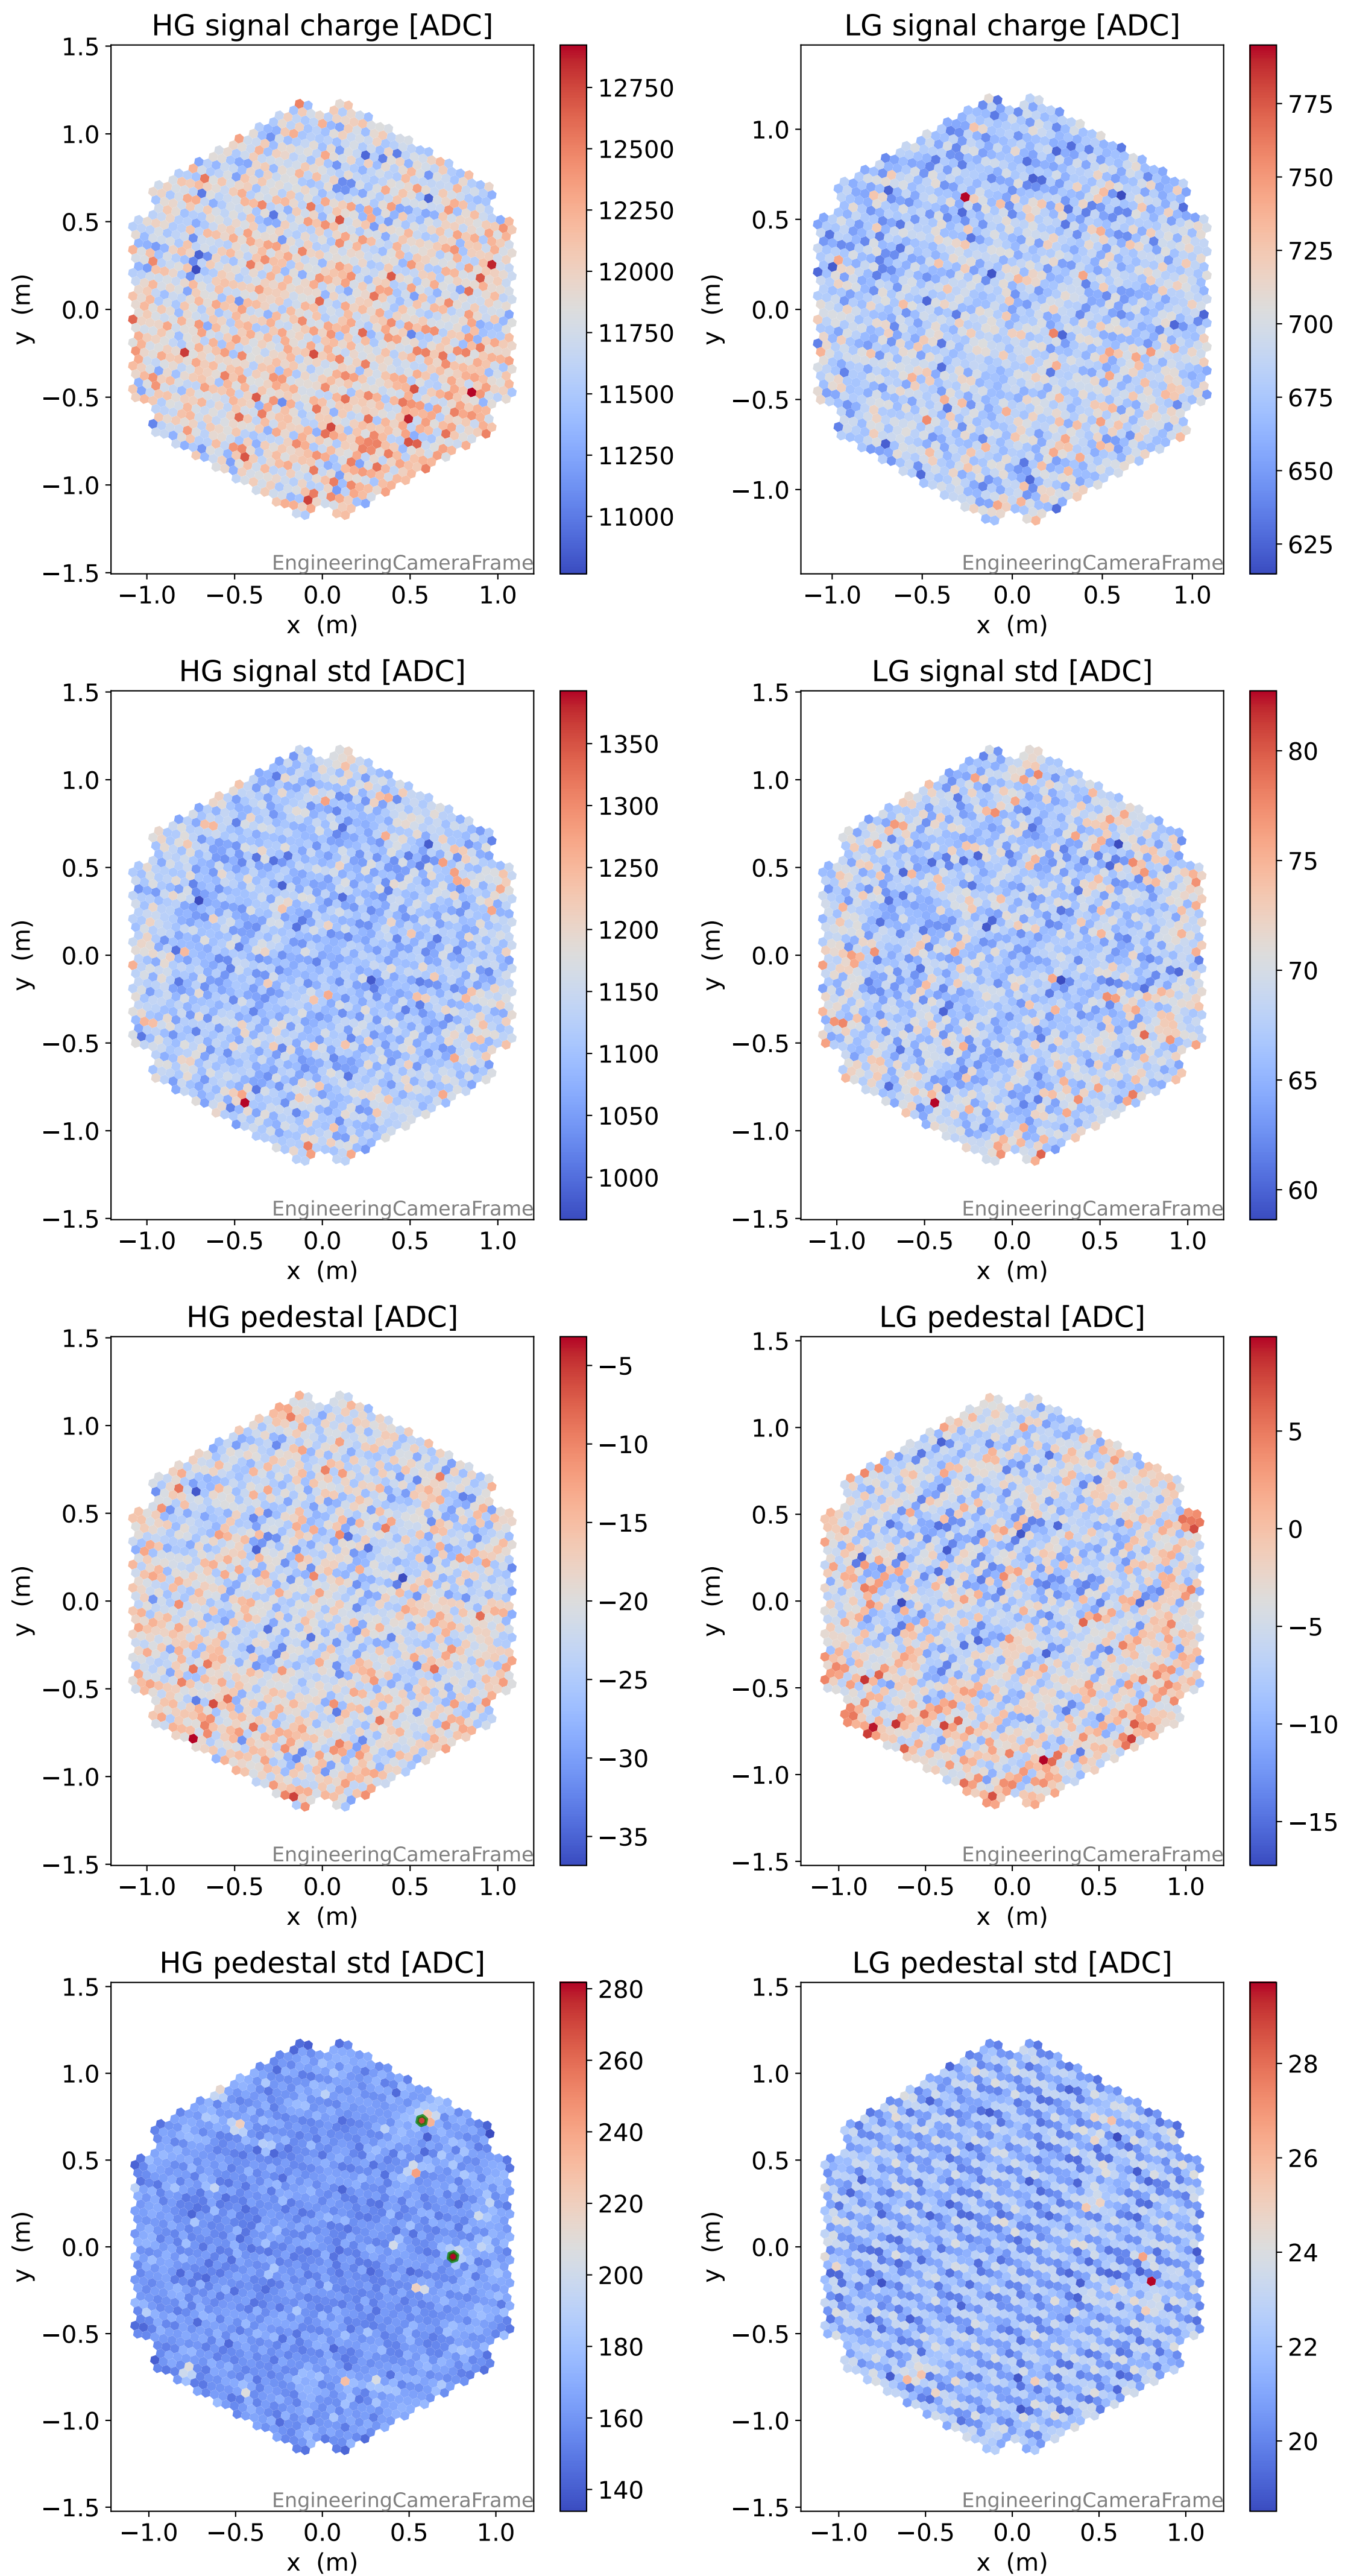 HG signal charge [ADC]
1.5
1.0
0.5
0.0
−0.5
−1.0
−1.5
y (m)
−1.0 −0.5 0.0 0.5 1.0
x (m)
EngineeringCameraFrame
12750
12500
12250
12000
11750
11500
11250
11000
LG signal charge [ADC]
1.0
0.5
0.0
−0.5
−1.0
y (m)
−1.0 −0.5 0.0 0.5 1.0
x (m)
EngineeringCameraFrame
775
750
725
700
675
650
625
HG signal std [ADC]
1.5
1.0
0.5
0.0
−0.5
−1.0
−1.5
y (m)
−1.0 −0.5 0.0 0.5 1.0
x (m)
EngineeringCameraFrame
1350
1300
1250
1200
1150
1100
1050
1000
LG signal std [ADC]
1.5
1.0
0.5
0.0
−0.5
−1.0
−1.5
y (m)
−1.0 −0.5 0.0 0.5 1.0
x (m)
EngineeringCameraFrame
80
75
70
65
60
HG pedestal [ADC]
1.5
1.0
0.5
0.0
−0.5
−1.0
−1.5
y (m)
−1.0 −0.5 0.0 0.5 1.0
x (m)
EngineeringCameraFrame
−5
−10
−15
−20
−25
−30
−35
LG pedestal [ADC]
1.5
1.0
0.5
0.0
−0.5
−1.0
−1.5
y (m)
−1.0 −0.5 0.0 0.5 1.0
x (m)
EngineeringCameraFrame
5
0
−5
−10
−15
HG pedestal std [ADC]
1.5
1.0
0.5
0.0
−0.5
−1.0
−1.5
y (m)
−1.0 −0.5 0.0 0.5 1.0
x (m)
EngineeringCameraFrame
280
260
240
220
200
180
160
140
LG pedestal std [ADC]
1.5
1.0
0.5
0.0
−0.5
−1.0
−1.5
y (m)
−1.0 −0.5 0.0 0.5 1.0
x (m)
EngineeringCameraFrame
28
26
24
22
20